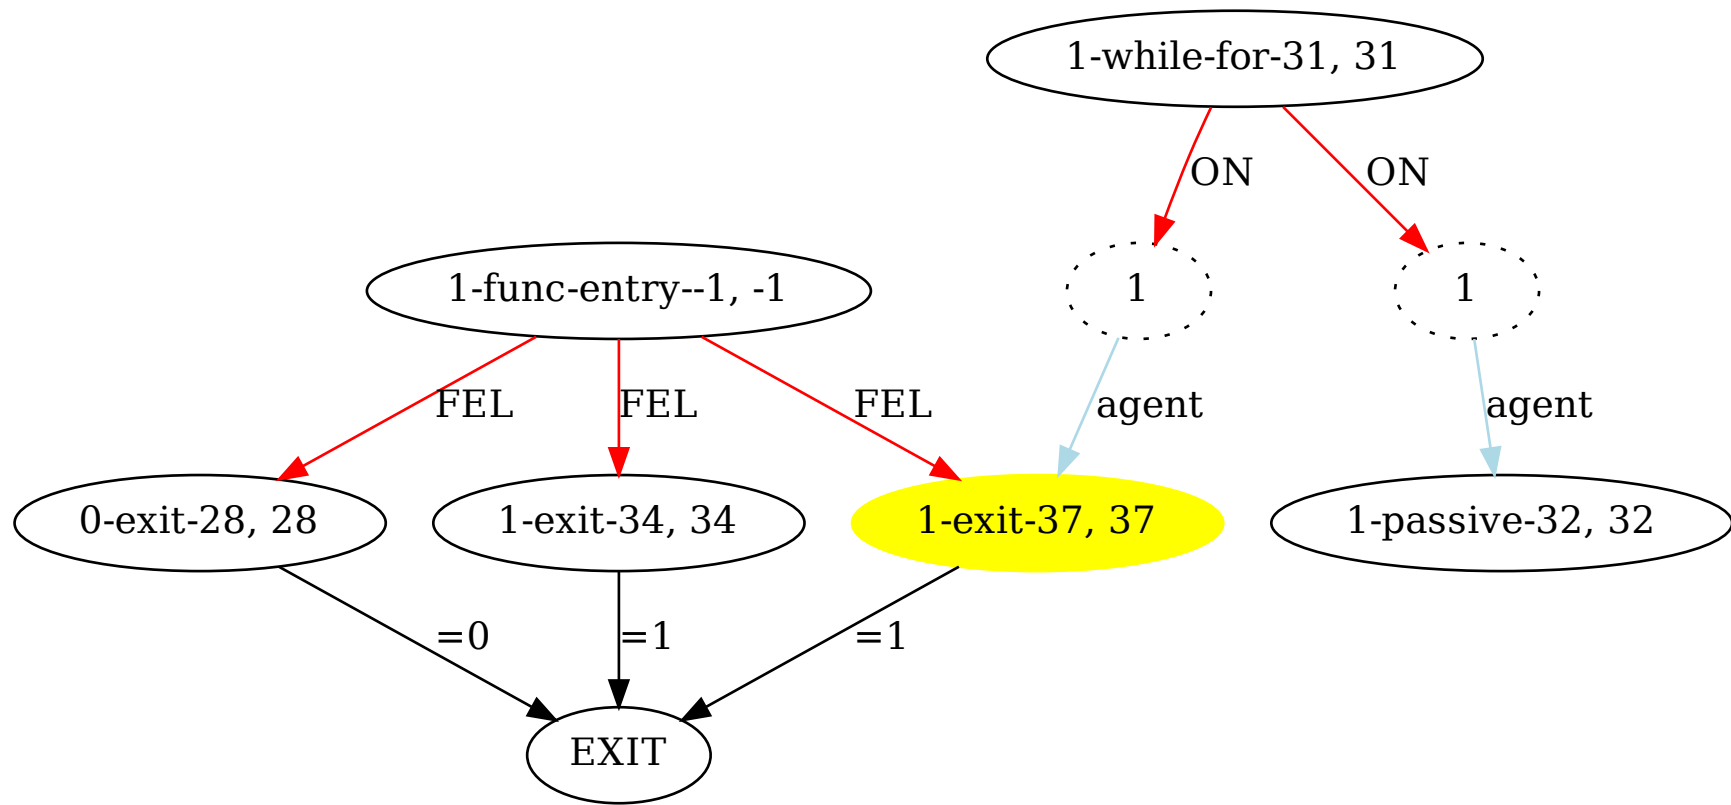 1-while-for-31, 31
ON
ON
1-func-entry--1, -1
1
1
FEL
FEL
FEL
agent
agent
0-exit-28, 28
1-exit-34, 34
1-exit-37, 37
1-passive-32, 32
=0
=1
=1
EXIT